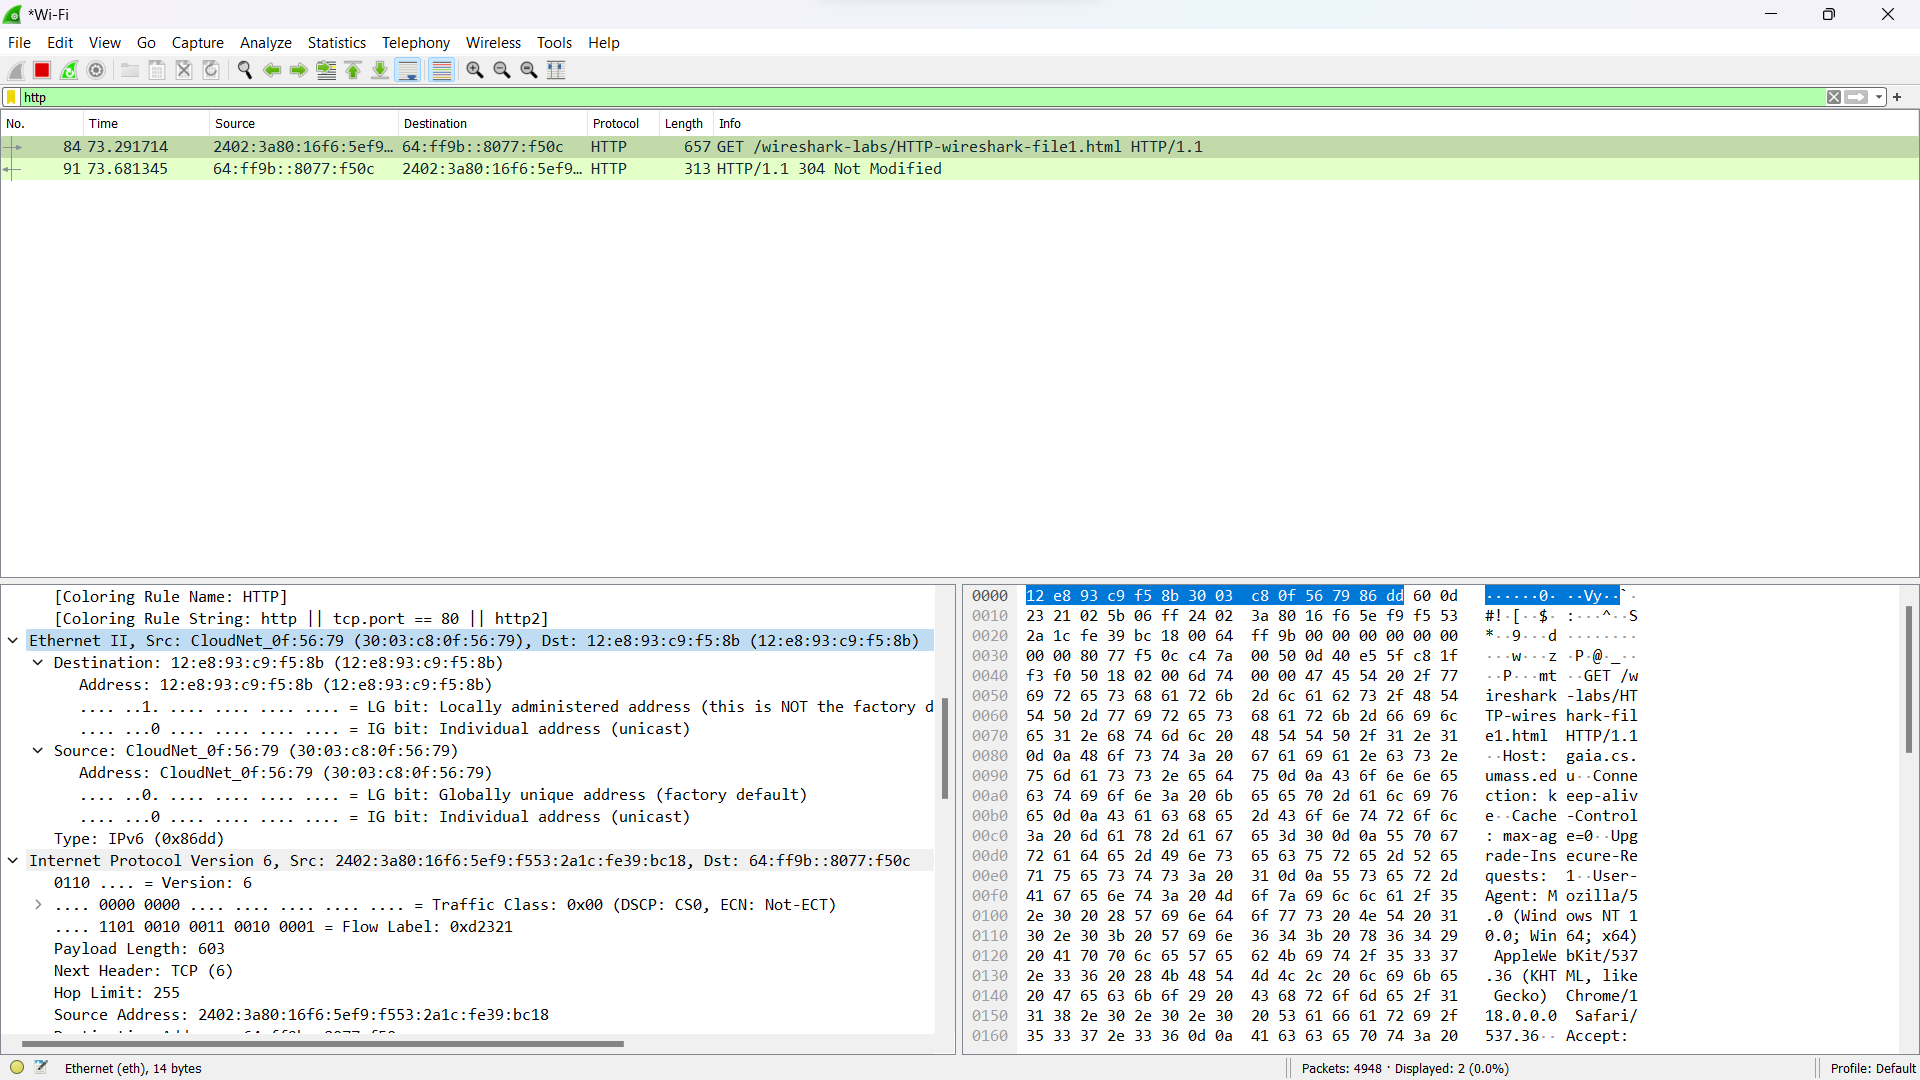 *Wi-Fi
File Edit View Go Capture Analyze Statistics Telephony Wireless Tools Help
http
No. Time Source Destination Protocol Length Info
84 73.291714 2402:3a80:16f6:5ef9… 64:ff9b::8077:f50c HTTP 657 GET /wireshark-labs/HTTP-wireshark-file1.html HTTP/1.1
91 73.681345 64:ff9b::8077:f50c 2402:3a80:16f6:5ef9… HTTP 313 HTTP/1.1 304 Not Modified
[Coloring Rule Name: HTTP]
[Coloring Rule String: http || tcp.port == 80 || http2]
Ethernet II, Src: CloudNet_0f:56:79 (30:03:c8:0f:56:79), Dst: 12:e8:93:c9:f5:8b (12:e8:93:c9:f5:8b)
Destination: 12:e8:93:c9:f5:8b (12:e8:93:c9:f5:8b)
Address: 12:e8:93:c9:f5:8b (12:e8:93:c9:f5:8b)
.... ..1. .... .... .... .... = LG bit: Locally administered address (this is NOT the factory d
.... ...0 .... .... .... .... = IG bit: Individual address (unicast)
Source: CloudNet_0f:56:79 (30:03:c8:0f:56:79)
Address: CloudNet_0f:56:79 (30:03:c8:0f:56:79)
.... ..0. .... .... .... .... = LG bit: Globally unique address (factory default)
.... ...0 .... .... .... .... = IG bit: Individual address (unicast)
Type: IPv6 (0x86dd)
Internet Protocol Version 6, Src: 2402:3a80:16f6:5ef9:f553:2a1c:fe39:bc18, Dst: 64:ff9b::8077:f50c
0110 .... = Version: 6
.... 0000 0000 .... .... .... .... .... = Traffic Class: 0x00 (DSCP: CS0, ECN: Not-ECT)
.... 1101 0010 0011 0010 0001 = Flow Label: 0xd2321
Payload Length: 603
Next Header: TCP (6)
Hop Limit: 255
Source Address: 2402:3a80:16f6:5ef9:f553:2a1c:fe39:bc18
0000 12 e8 93 c9 f5 8b 30 03 c8 0f 56 79 86 dd 60 0d ······0· ··Vy··`·
0010 23 21 02 5b 06 ff 24 02 3a 80 16 f6 5e f9 f5 53 #!·[··$· :···^··S
0020 2a 1c fe 39 bc 18 00 64 ff 9b 00 00 00 00 00 00 *··9···d ········
0030 00 00 80 77 f5 0c c4 7a 00 50 0d 40 e5 5f c8 1f ···w···z ·P·@·_··
0040 f3 f0 50 18 02 00 6d 74 00 00 47 45 54 20 2f 77 ··P···mt ··GET /w
0050 69 72 65 73 68 61 72 6b 2d 6c 61 62 73 2f 48 54 ireshark -labs/HT
0060 54 50 2d 77 69 72 65 73 68 61 72 6b 2d 66 69 6c TP-wires hark-fil
0070 65 31 2e 68 74 6d 6c 20 48 54 54 50 2f 31 2e 31 e1.html HTTP/1.1
0080 0d 0a 48 6f 73 74 3a 20 67 61 69 61 2e 63 73 2e ··Host: gaia.cs.
0090 75 6d 61 73 73 2e 65 64 75 0d 0a 43 6f 6e 6e 65 umass.ed u··Conne
00a0 63 74 69 6f 6e 3a 20 6b 65 65 70 2d 61 6c 69 76 ction: k eep-aliv
00b0 65 0d 0a 43 61 63 68 65 2d 43 6f 6e 74 72 6f 6c e··Cache -Control
00c0 3a 20 6d 61 78 2d 61 67 65 3d 30 0d 0a 55 70 67 : max-ag e=0··Upg
00d0 72 61 64 65 2d 49 6e 73 65 63 75 72 65 2d 52 65 rade-Ins ecure-Re
00e0 71 75 65 73 74 73 3a 20 31 0d 0a 55 73 65 72 2d quests: 1··User-
00f0 41 67 65 6e 74 3a 20 4d 6f 7a 69 6c 6c 61 2f 35 Agent: M ozilla/5
0100 2e 30 20 28 57 69 6e 64 6f 77 73 20 4e 54 20 31 .0 (Wind ows NT 1
0110 30 2e 30 3b 20 57 69 6e 36 34 3b 20 78 36 34 29 0.0; Win 64; x64)
0120 20 41 70 70 6c 65 57 65 62 4b 69 74 2f 35 33 37 AppleWe bKit/537
0130 2e 33 36 20 28 4b 48 54 4d 4c 2c 20 6c 69 6b 65 .36 (KHT ML, like
0140 20 47 65 63 6b 6f 29 20 43 68 72 6f 6d 65 2f 31 Gecko) Chrome/1
0150 31 38 2e 30 2e 30 2e 30 20 53 61 66 61 72 69 2f 18.0.0.0 Safari/
0160 35 33 37 2e 33 36 0d 0a 41 63 63 65 70 74 3a 20 537.36·· Accept:
Ethernet (eth), 14 bytes
Packets: 4948 · Displayed: 2 (0.0%)
Profile: Default